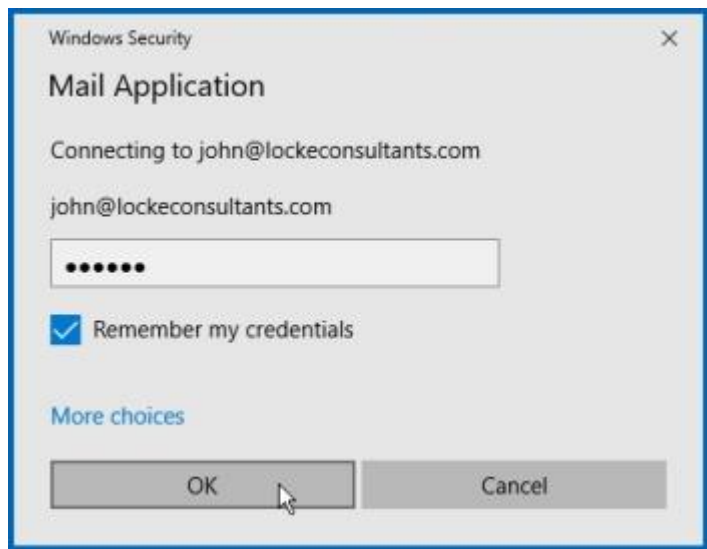 Windows Security
Mail Application
Connecting to john@lockeconsultants.com
john@lockeconsultants.com
••••••
Remember my credentials
More choices
OK
Cancel